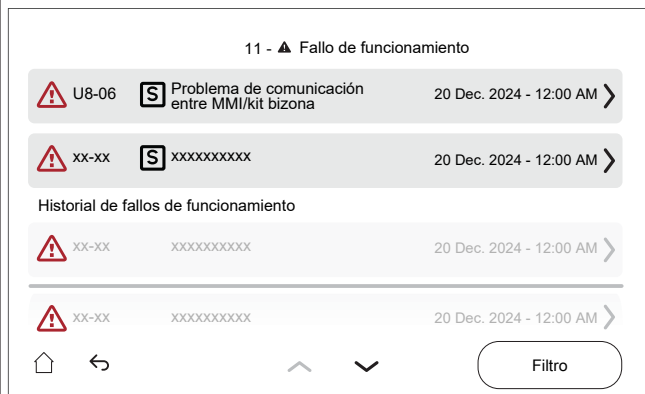 11 - Fallo de funcionamiento
U8-06 S Problema de comunicación
entre MMI/kit bizona 20 Dec. 2024 - 12:00 AM
xx-xx S xxxxxxxxxx 20 Dec. 2024 - 12:00 AM
Historial de fallos de funcionamiento
xx-xx xxxxxxxxxx 20 Dec. 2024 - 12:00 AM
xx-xx xxxxxxxxxx 20 Dec. 2024 - 12:00 AM
Filtro